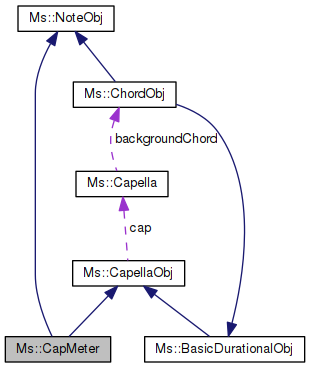 Ms::NoteObj
Ms::ChordObj
backgroundChord
Ms::Capella
cap
Ms::CapellaObj
Ms::CapMeter
Ms::BasicDurationalObj